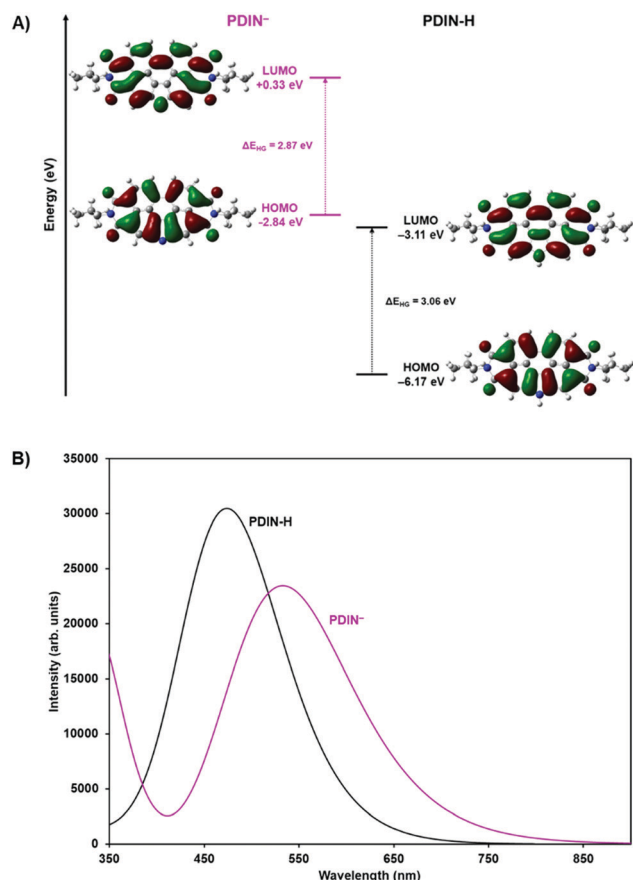 A)
PDIN⁻
PDIN-H
Energy (eV)
LUMO
+0.33 eV
ΔE_HG = 2.87 eV
HOMO
-2.84 eV
LUMO
–3.11 eV
ΔE_HG = 3.06 eV
HOMO
–6.17 eV
B)
Intensity (arb. units)
35000
30000
25000
20000
15000
10000
5000
0
PDIN-H
PDIN⁻
350
450
550
650
750
850
Wavelength (nm)